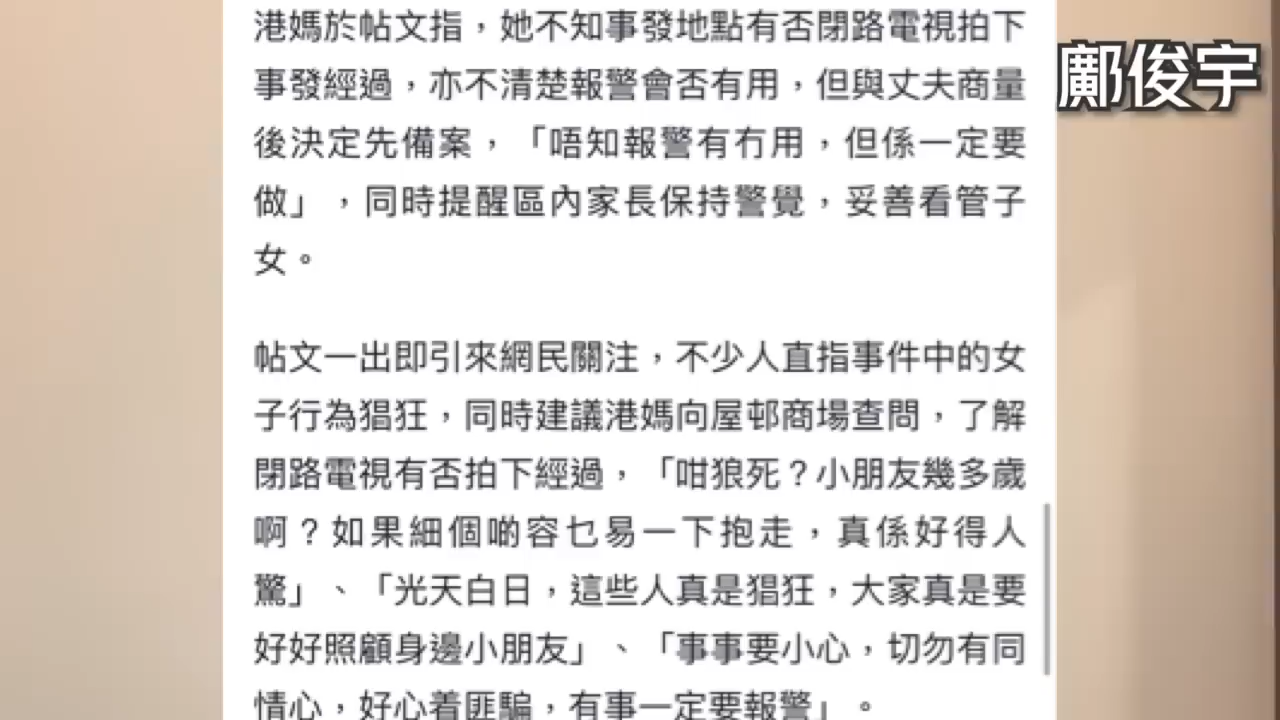 港媽於帖文指，她不知事發地點有否閉路電視拍下
事發經過，亦不清楚報警會否有用，但與丈夫商量
後決定先備案，「唔知報警有冇用，但係一定要
做」，同時提醒區內家長保持警覺，妥善看管子
女。
帖文一出即引來網民關注，不少人直指事件中的女
子行為猖狂，同時建議港媽向屋邨商場查問，了解
閉路電視有否拍下經過，「咁狼死？小朋友幾多歲
啊？如果細個啲容乜易一下抱走，真係好得人
驚」、「光天白日，這些人真是猖狂，大家真是要
好好照顧身邊小朋友」、「事事要小心，切勿有同
情心，好心着匪騙，有事一定要報警」。
鄺俊宇